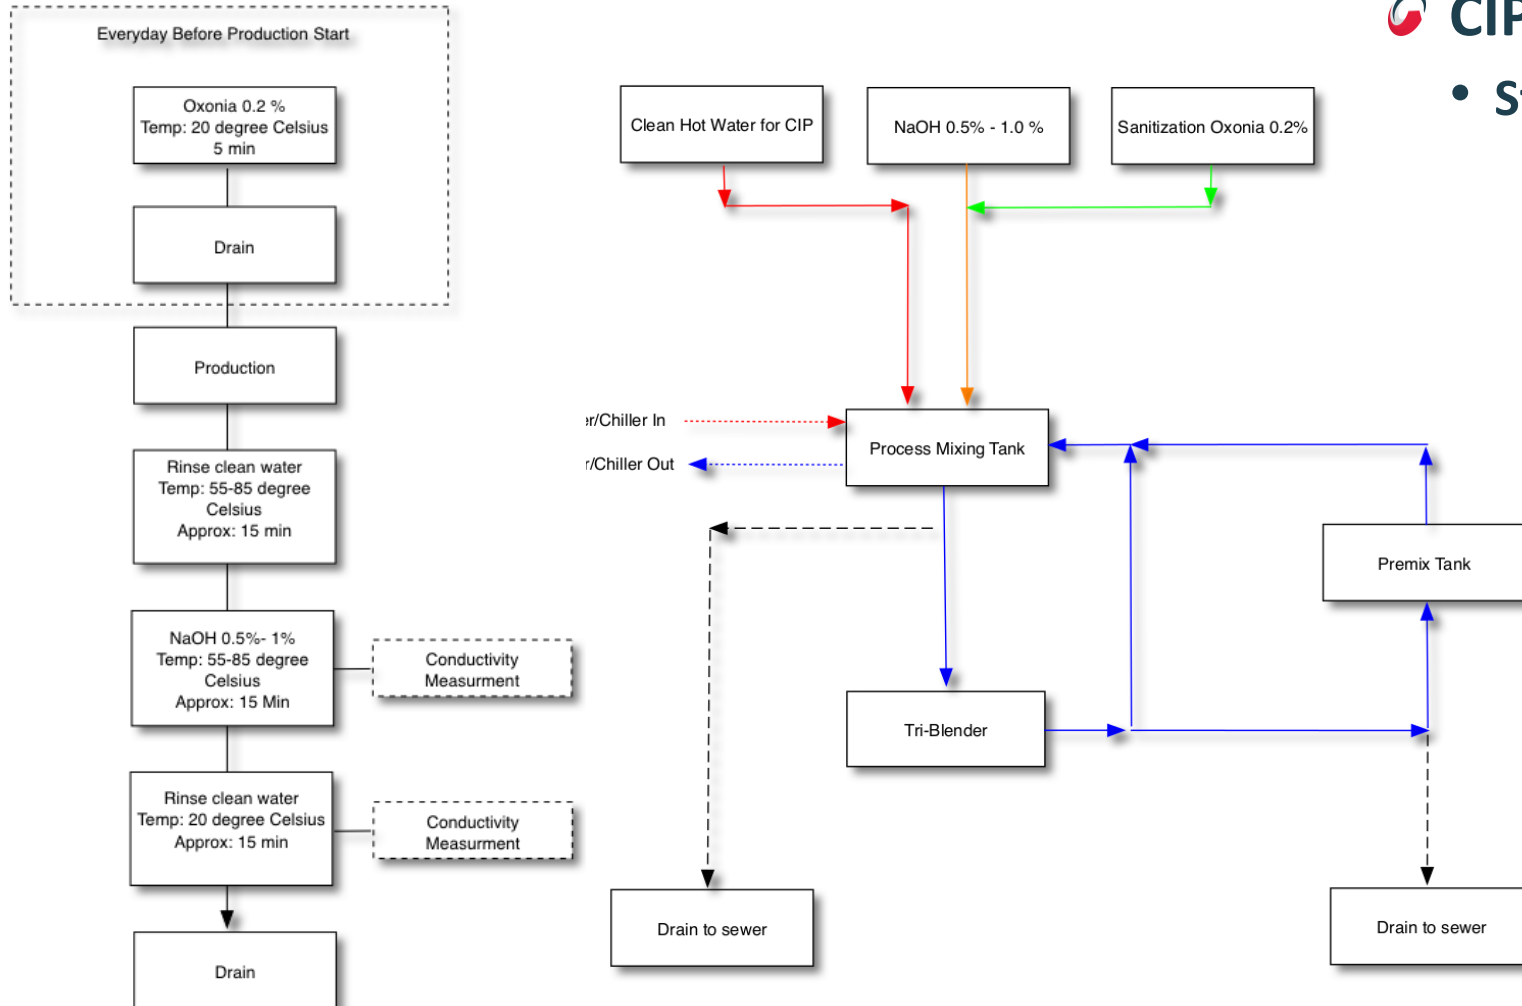 Everyday Before Production Start
Oxonia 0.2 %
Temp: 20 degree Celsius
5 min
Drain
Production
Rinse clean water
Temp: 55-85 degree
Celsius
Approx: 15 min
NaOH 0.5%- 1%
Temp: 55-85 degree
Celsius
Approx: 15 Min
Conductivity
Measurment
Rinse clean water
Temp: 20 degree Celsius
Approx: 15 min
Conductivity
Measurment
Drain
CIP
Clean Hot Water for CIP
NaOH 0.5% - 1.0 %
Sanitization Oxonia 0.2%
/Chiller In
/Chiller Out
Process Mixing Tank
Premix Tank
Tri-Blender
Drain to sewer
Drain to sewer